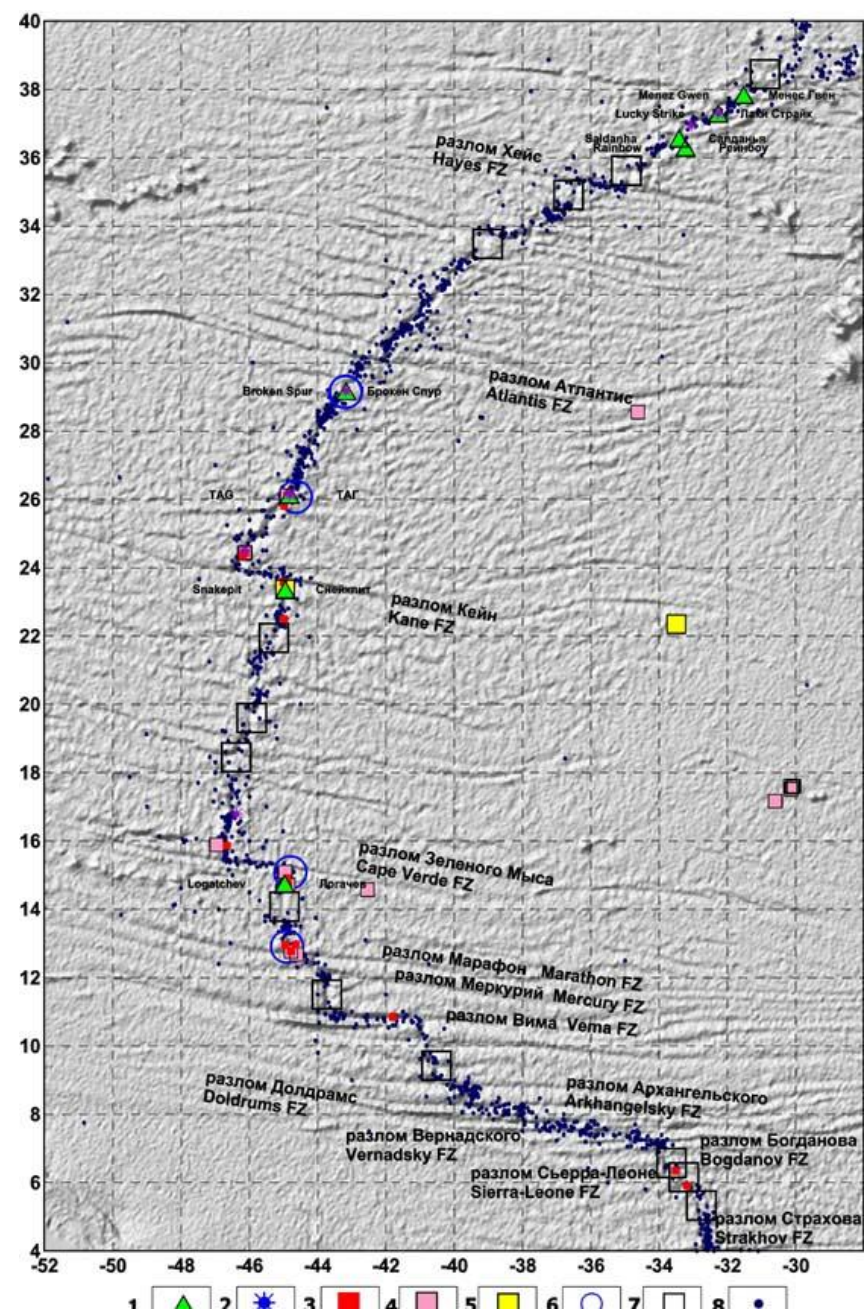 40
38
36
34
32
30
28
26
24
22
20
18
16
14
12
10
8
6
4
Menez Gwen Менес Гвен
Lucky Strike Лаки Страйк
Saldanha Салданья
Rainbow Рейнбоу
разлом Хейс
Hayes FZ
разлом Атлантис
Atlantis FZ
Broken Spur Брокен Спур
TAG ТАГ
Snakepit Снейкпит
разлом Кейн
Kane FZ
разлом Зеленого Мыса
Cape Verde FZ
Logatchev Логачев
разлом Марафон Marathon FZ
разлом Меркурий Mercury FZ
разлом Вима Vema FZ
разлом Долдрамс
Doldrums FZ
разлом Архангельского
Arkhangelsky FZ
разлом Вернадского
Vernadsky FZ
разлом Богданова
Bogdanov FZ
разлом Сьерра-Леоне
Sierra-Leone FZ
разлом Страхова
Strakhov FZ
-52 -50 -48 -46 -44 -42 -40 -38 -36 -34 -32 -30
1 2 3 4 5 6 7 8